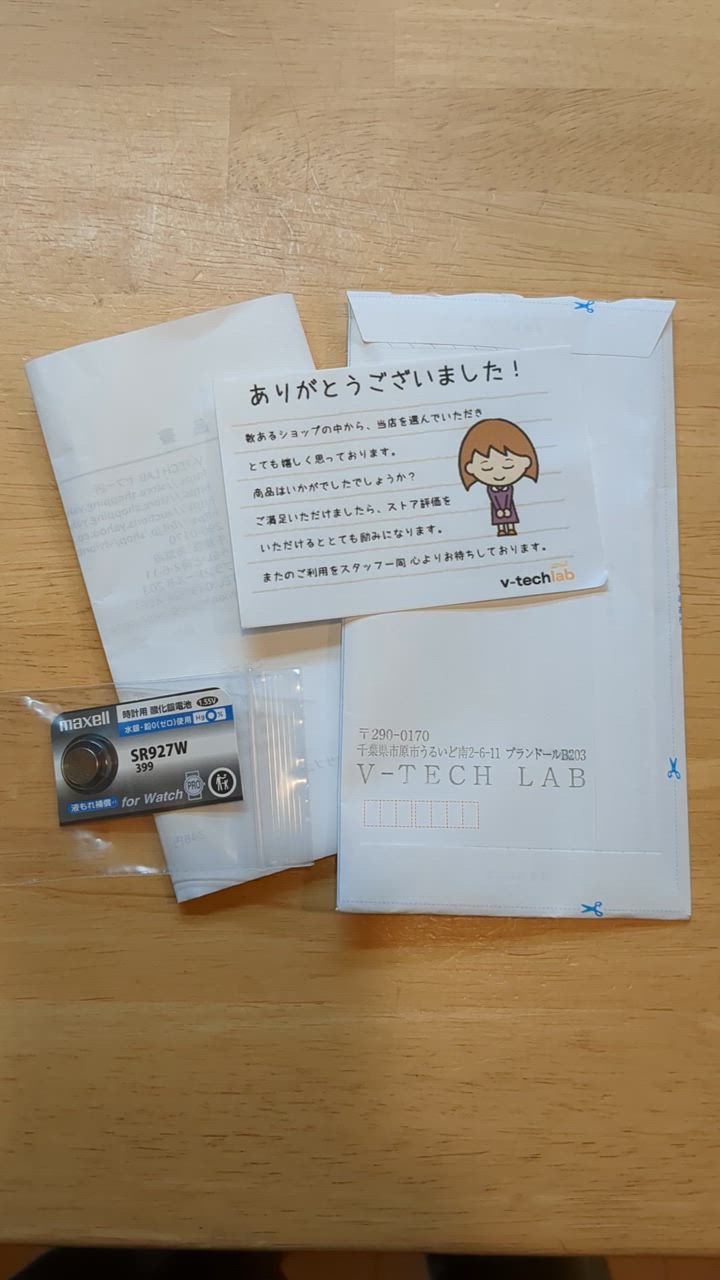 ありがとうございました!
数あるショップの中から、当店を選んでいただき
とても嬉しく思っております。
商品はいかがでしたでしょうか?
ご満足いただけましたら、ストア評価を
いただけるととても励みになります。
またのご利用をスタッフ一同 心よりお待ちしております。
v-techlab
maxell
時計用 酸化銀電池
1.55V
水銀・鉛0(ゼロ)使用
SR927W
399
液もれ補償
for Watch
PRO
〒290-0170
千葉県市原市うるいど南2-6-11 ブランドールB203
V-TECH LAB